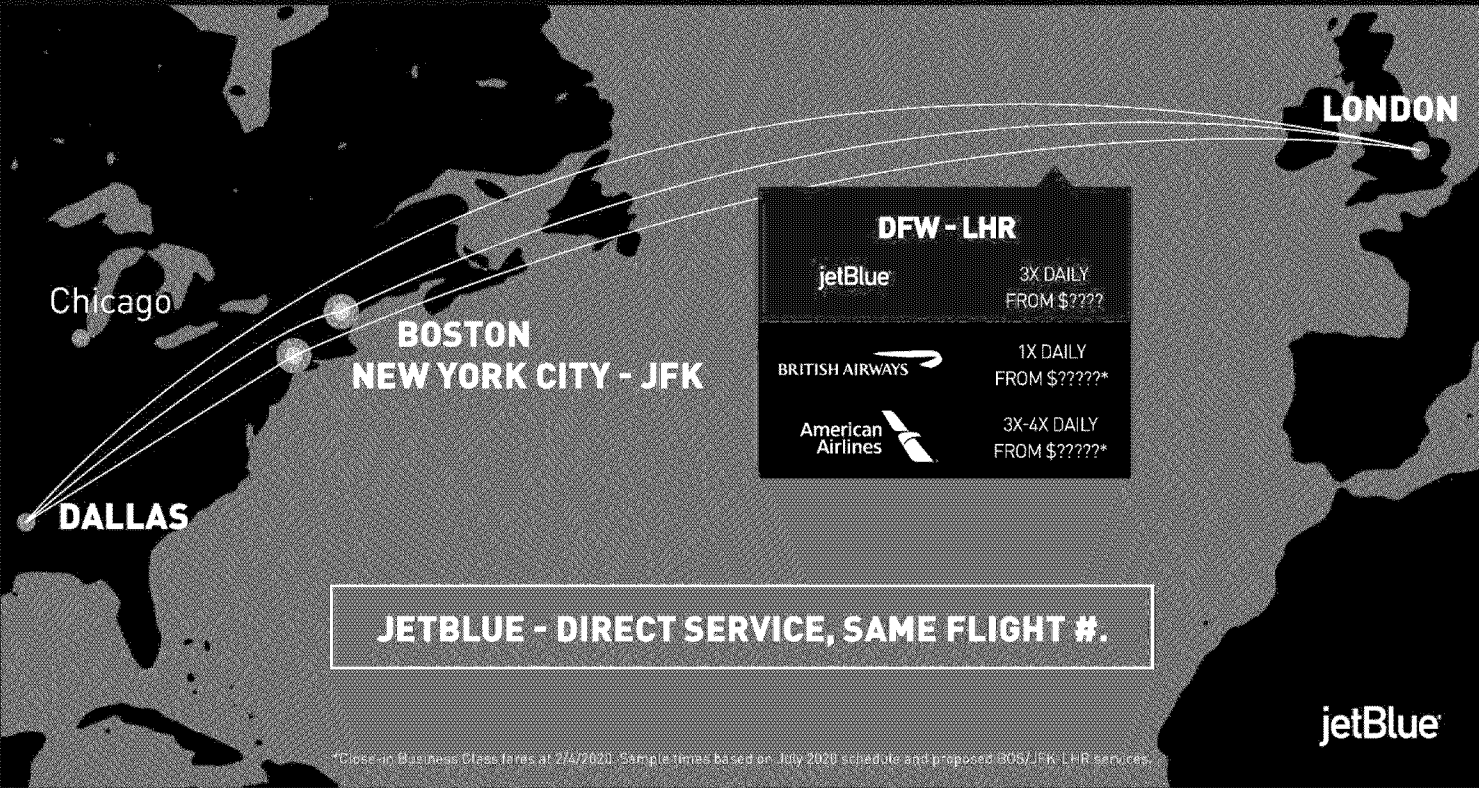 LONDON
DFW - LHR
jetBlue
3X DAILY
FROM $????
Chicago
BOSTON
NEW YORK CITY - JFK
BRITISH AIRWAYS
1X DAILY
FROM $?????*
American
Airlines
3X-4X DAILY
FROM $?????*
DALLAS
JETBLUE - DIRECT SERVICE, SAME FLIGHT #.
jetBlue
*Close-in Business Class fares at 2/4/2020. Sample times based on July 2020 schedule and proposed BOS/JFK-LHR services.